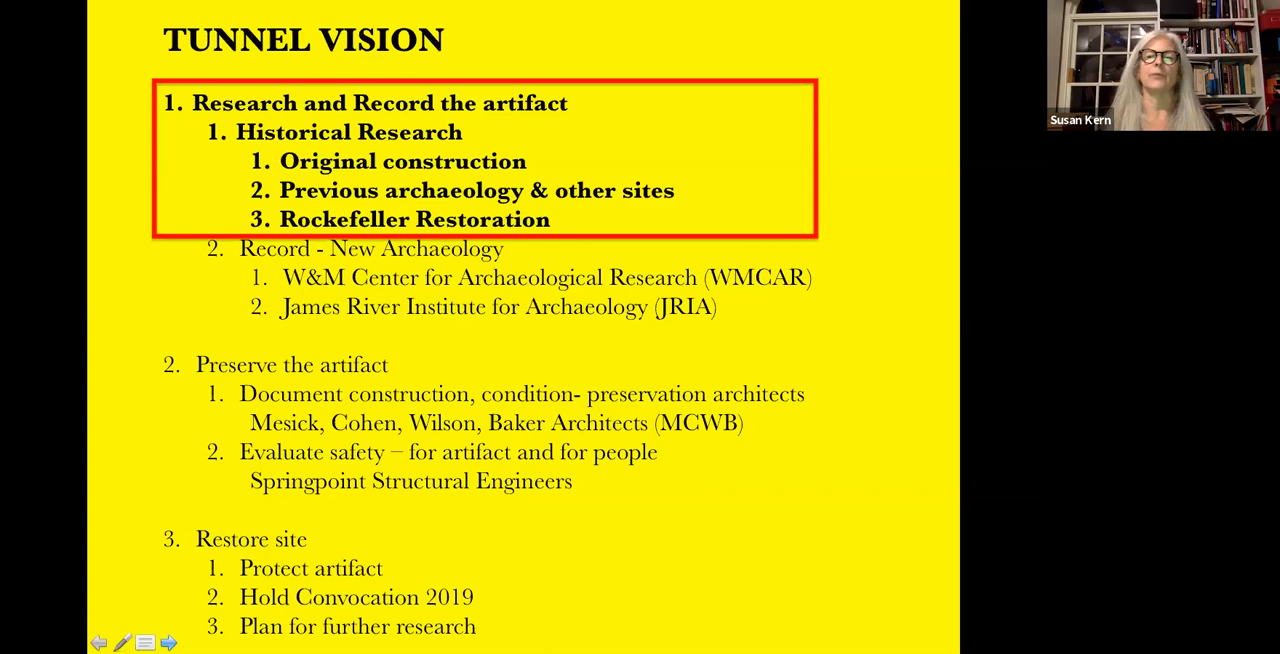 TUNNEL VISION
1. Research and Record the artifact
1. Historical Research
1. Original construction
2. Previous archaeology & other sites
3. Rockefeller Restoration
2. Record - New Archaeology
1. W&M Center for Archaeological Research (WMCAR)
2. James River Institute for Archaeology (JRIA)
2. Preserve the artifact
1. Document construction, condition- preservation architects
Mesick, Cohen, Wilson, Baker Architects (MCWB)
2. Evaluate safety – for artifact and for people
Springpoint Structural Engineers
3. Restore site
1. Protect artifact
2. Hold Convocation 2019
3. Plan for further research
Susan Kern